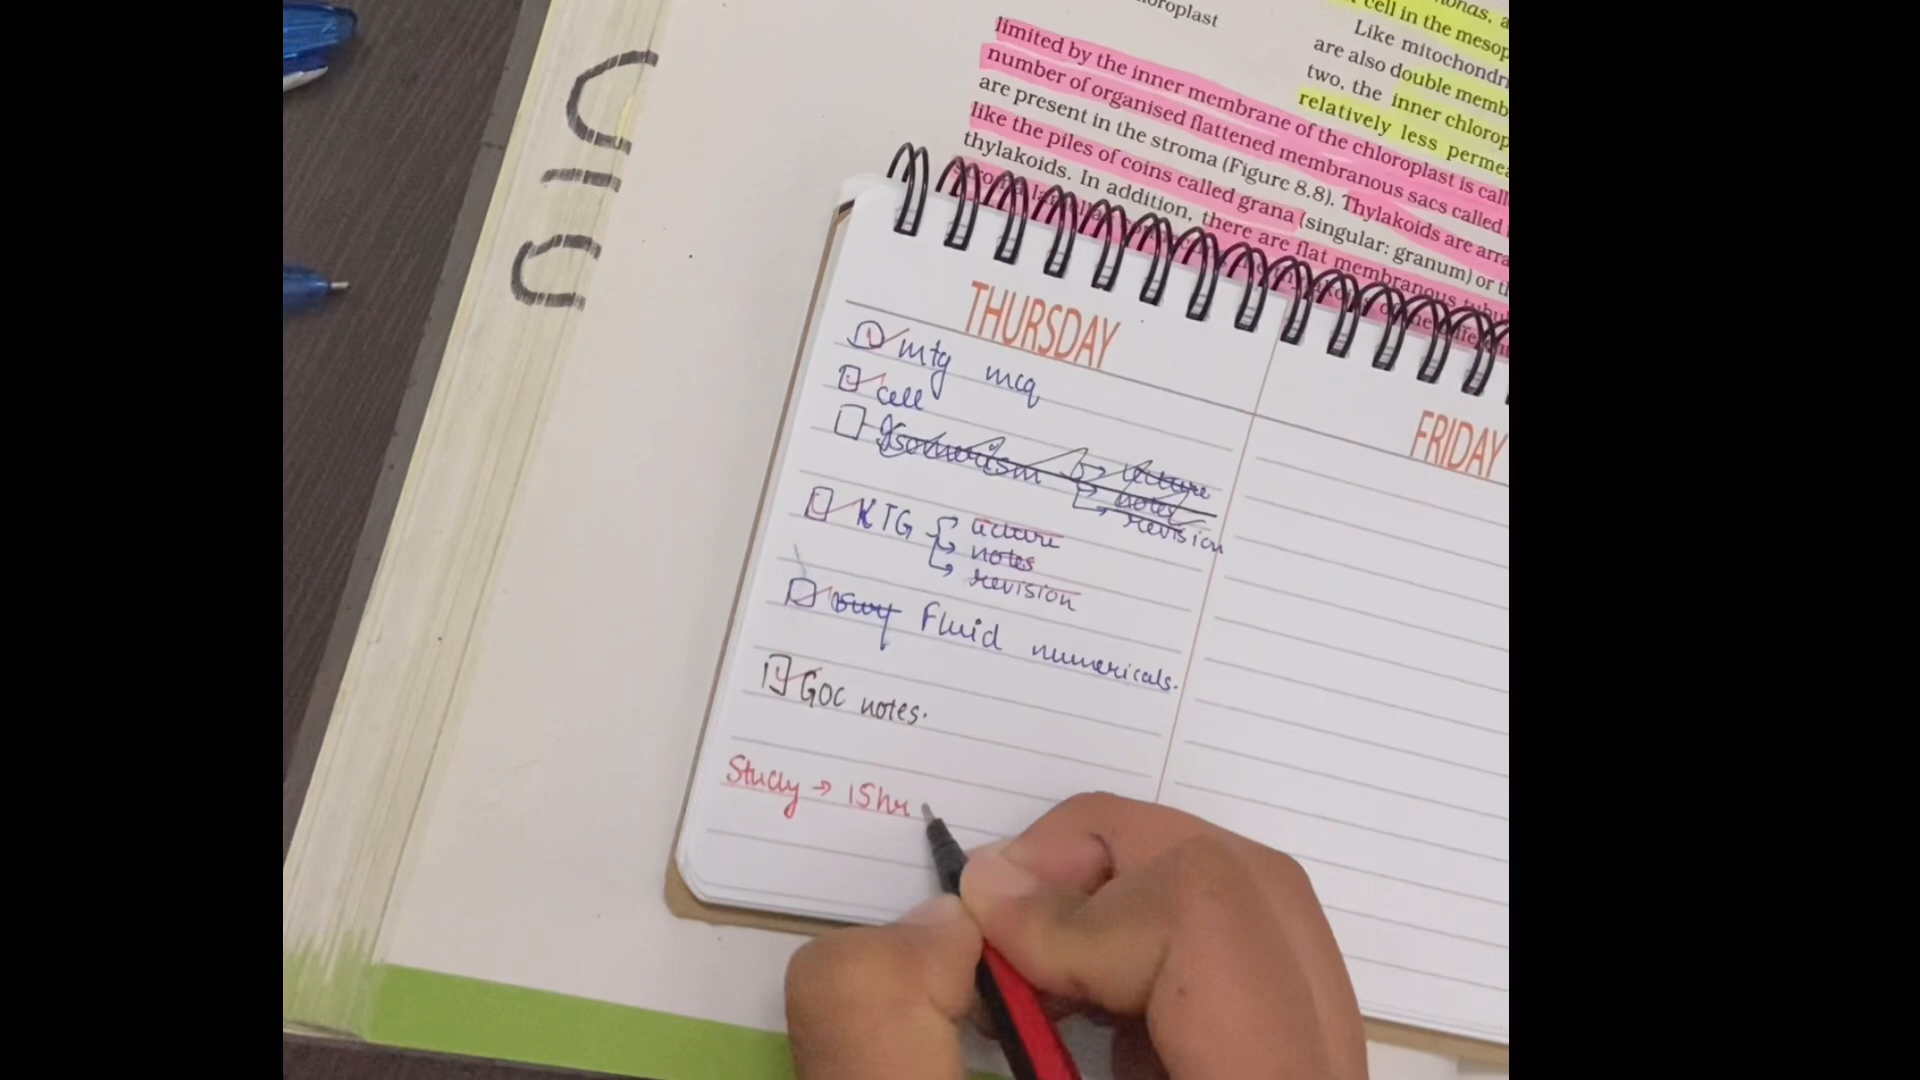 oroplast
limited by the inner membrane of the chloroplast is call
number of organised flattened membranous sacs called
are present in the stroma (Figure 8.8). Thylakoids are arra
like the piles of coins called grana (singular: granum) or th
thylakoids. In addition, there are flat membranous tubu
onas, a
cell in the mesop
Like mitochondri
are also double memb
two, the inner chlorop
relatively less permea
BIO
THURSDAY
mtg mcq
cell
Isomerism → lecture
→ notes
→ revision
KTG → lecture
→ notes
→ revision
Fluid numericals.
GOC notes.
Study → 15hr
FRIDAY